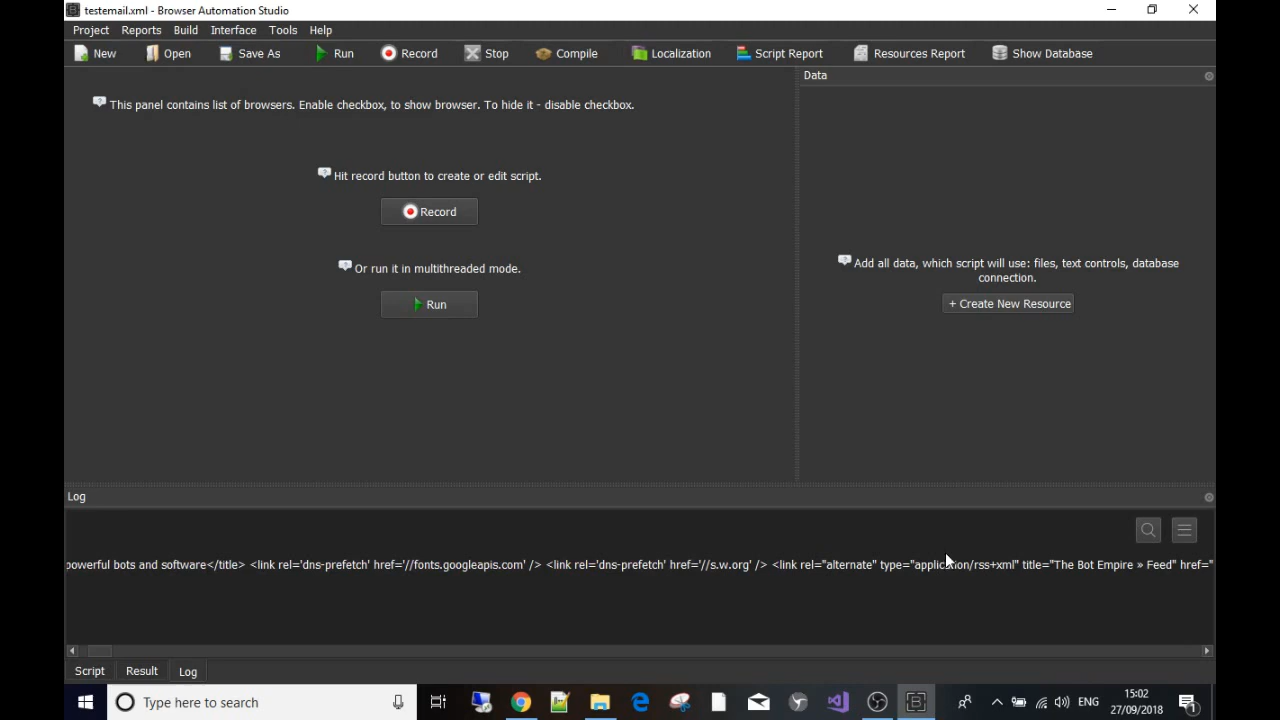 testemail.xml - Browser Automation Studio
Project Reports Build Interface Tools Help
New Open Save As Run Record Stop Compile Localization Script Report Resources Report Show Database
Data
This panel contains list of browsers. Enable checkbox, to show browser. To hide it - disable checkbox.
Hit record button to create or edit script.
Record
Or run it in multithreaded mode.
Run
Add all data, which script will use: files, text controls, database
connection.
+ Create New Resource
Log
powerful bots and software</title> <link rel='dns-prefetch' href='//fonts.googleapis.com' /> <link rel='dns-prefetch' href='//s.w.org' /> <link rel="alternate" type="application/rss+xml" title="The Bot Empire » Feed" href="
Script Result Log
Type here to search
ENG
15:02
27/09/2018
1